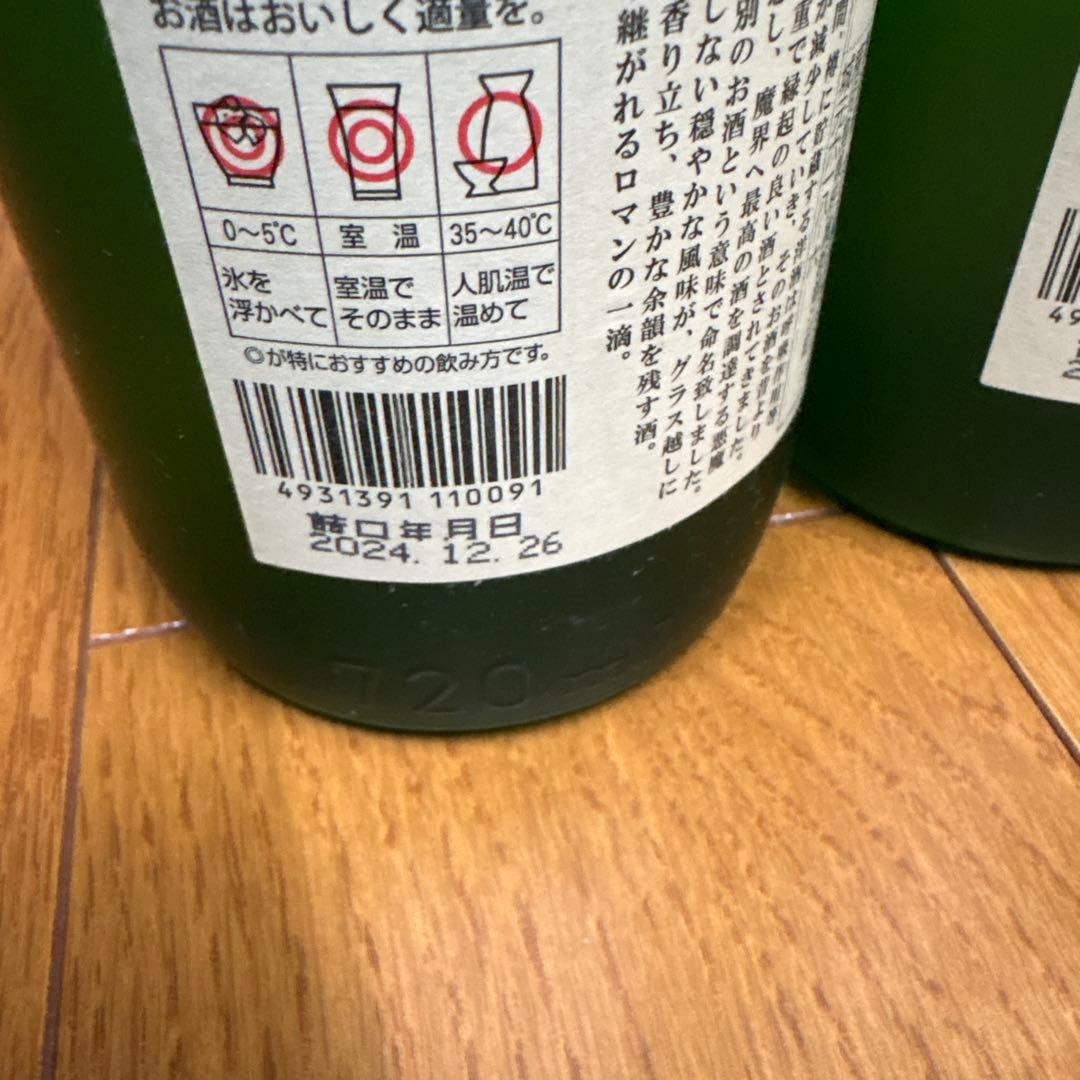 お酒はおいしく適量を。
0〜5℃
室 温
35〜40℃
氷を
浮かべて
室温で
そのまま
人肌温で
温めて
◎が特におすすめの飲み方です。
4931391 110091
詰口年月日
2024. 12. 26
720
重で縁起の良い酒とされてきました。
魔界へ最高の酒を調達する悪魔
別のお酒という意味で命名致しました。
しない穏やかな風味が、グラス越しに
香り立ち、豊かな余韻を残す酒。
継がれるロマンの一滴。
49
2